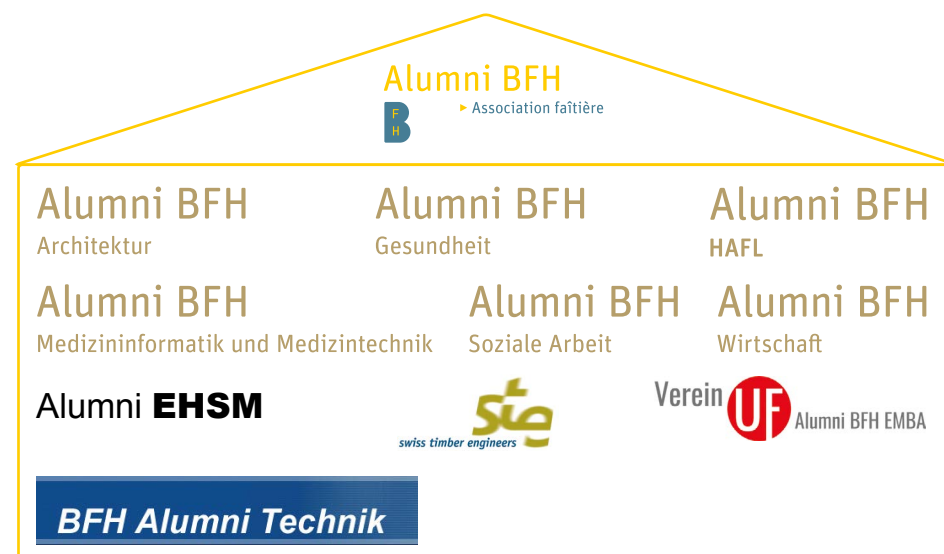 Alumni BFH
▸ Association faîtière
F
B
H
Alumni BFH
Architektur
Alumni BFH
Gesundheit
Alumni BFH
HAFL
Alumni BFH
Medizininformatik und Medizintechnik
Alumni BFH
Soziale Arbeit
Alumni BFH
Wirtschaft
Alumni EHSM
ste
swiss timber engineers
Verein UF Alumni BFH EMBA
BFH Alumni Technik